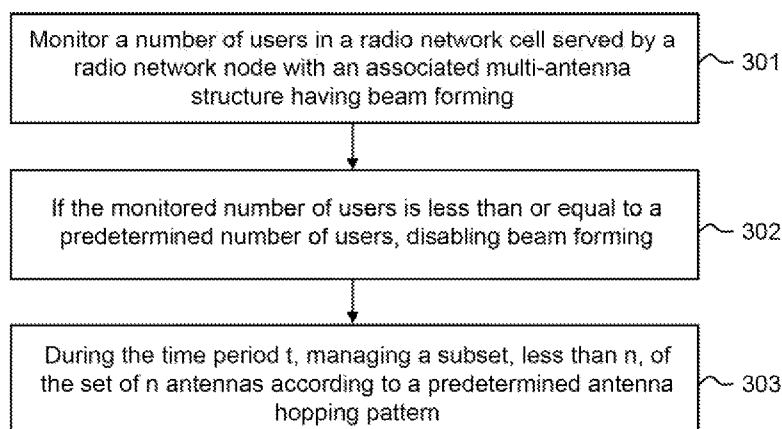 Monitor a number of users in a radio network cell served by a
radio network node with an associated multi-antenna
structure having beam forming
301
If the monitored number of users is less than or equal to a
predetermined number of users, disabling beam forming
302
During the time period t, managing a subset, less than n, of
the set of n antennas according to a predetermined antenna
hopping pattern
303